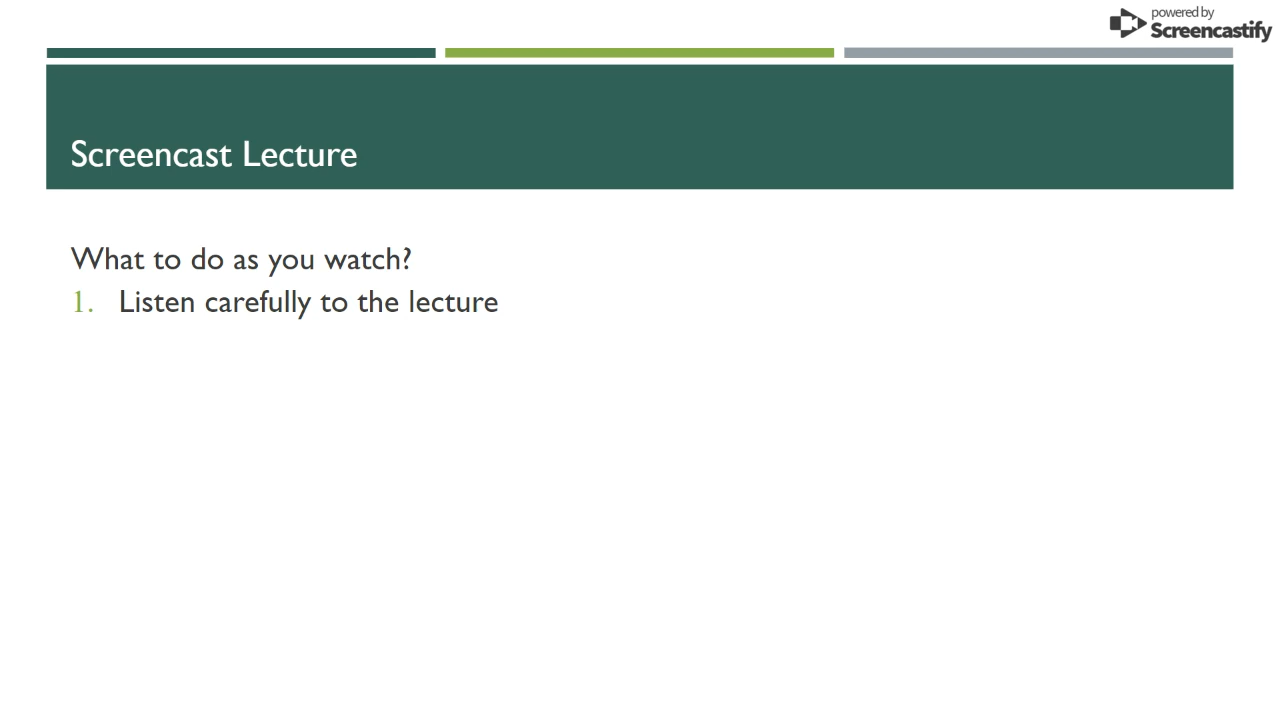 powered by
Screencastify
Screencast Lecture
What to do as you watch?
1. Listen carefully to the lecture